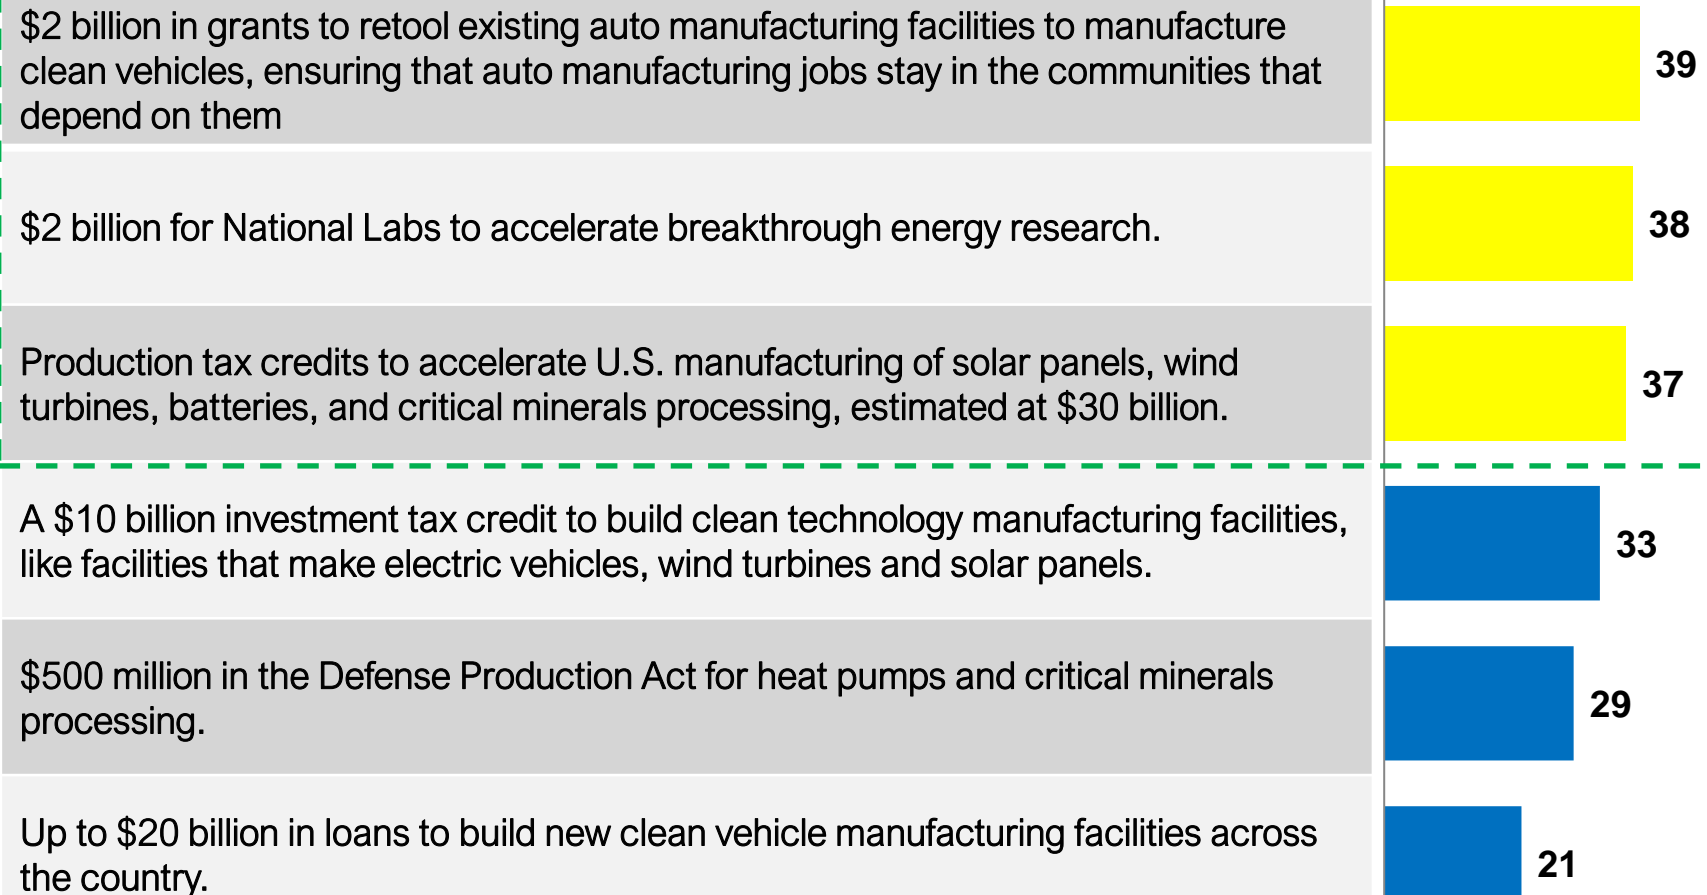 $2 billion in grants to retool existing auto manufacturing facilities to manufacture
clean vehicles, ensuring that auto manufacturing jobs stay in the communities that
depend on them
39
$2 billion for National Labs to accelerate breakthrough energy research.
38
Production tax credits to accelerate U.S. manufacturing of solar panels, wind
turbines, batteries, and critical minerals processing, estimated at $30 billion.
37
A $10 billion investment tax credit to build clean technology manufacturing facilities,
like facilities that make electric vehicles, wind turbines and solar panels.
33
$500 million in the Defense Production Act for heat pumps and critical minerals
processing.
29
Up to $20 billion in loans to build new clean vehicle manufacturing facilities across
the country.
21